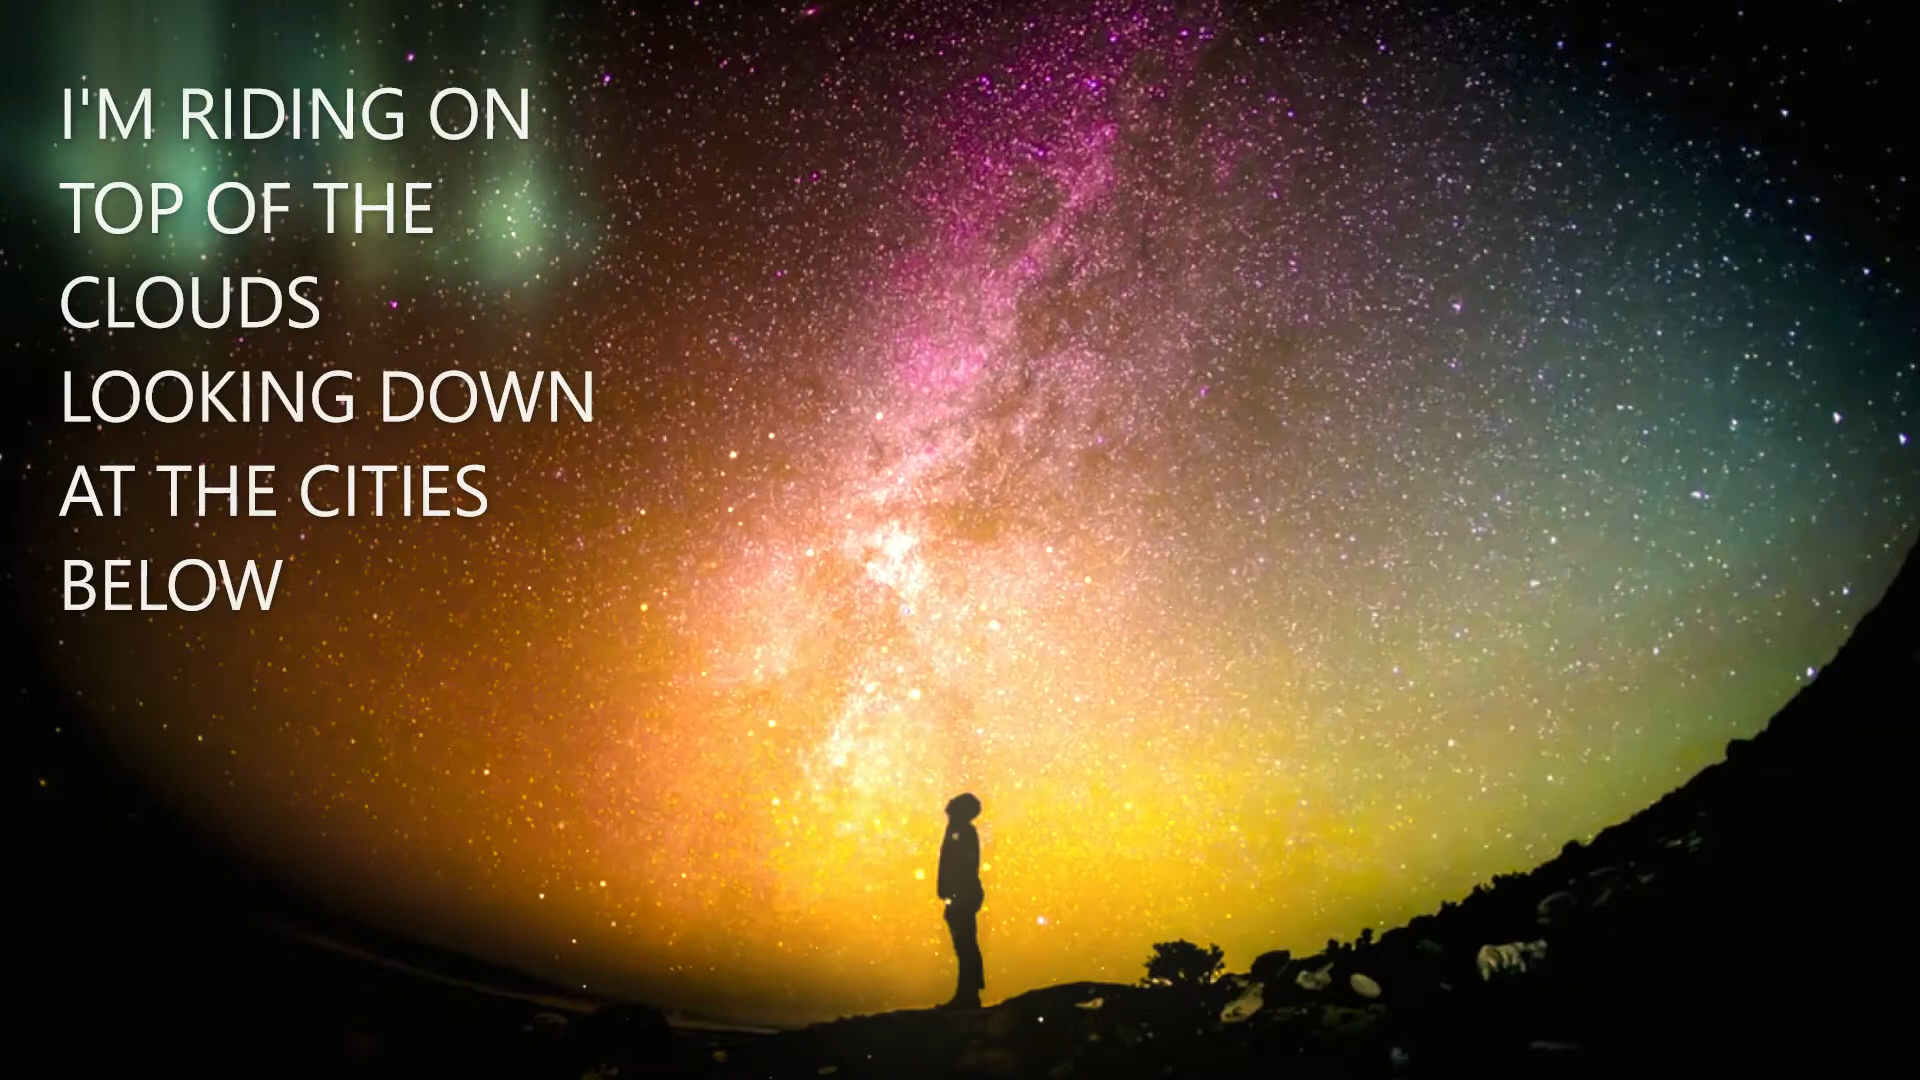 I'M RIDING ON
TOP OF THE
CLOUDS
LOOKING DOWN
AT THE CITIES
BELOW